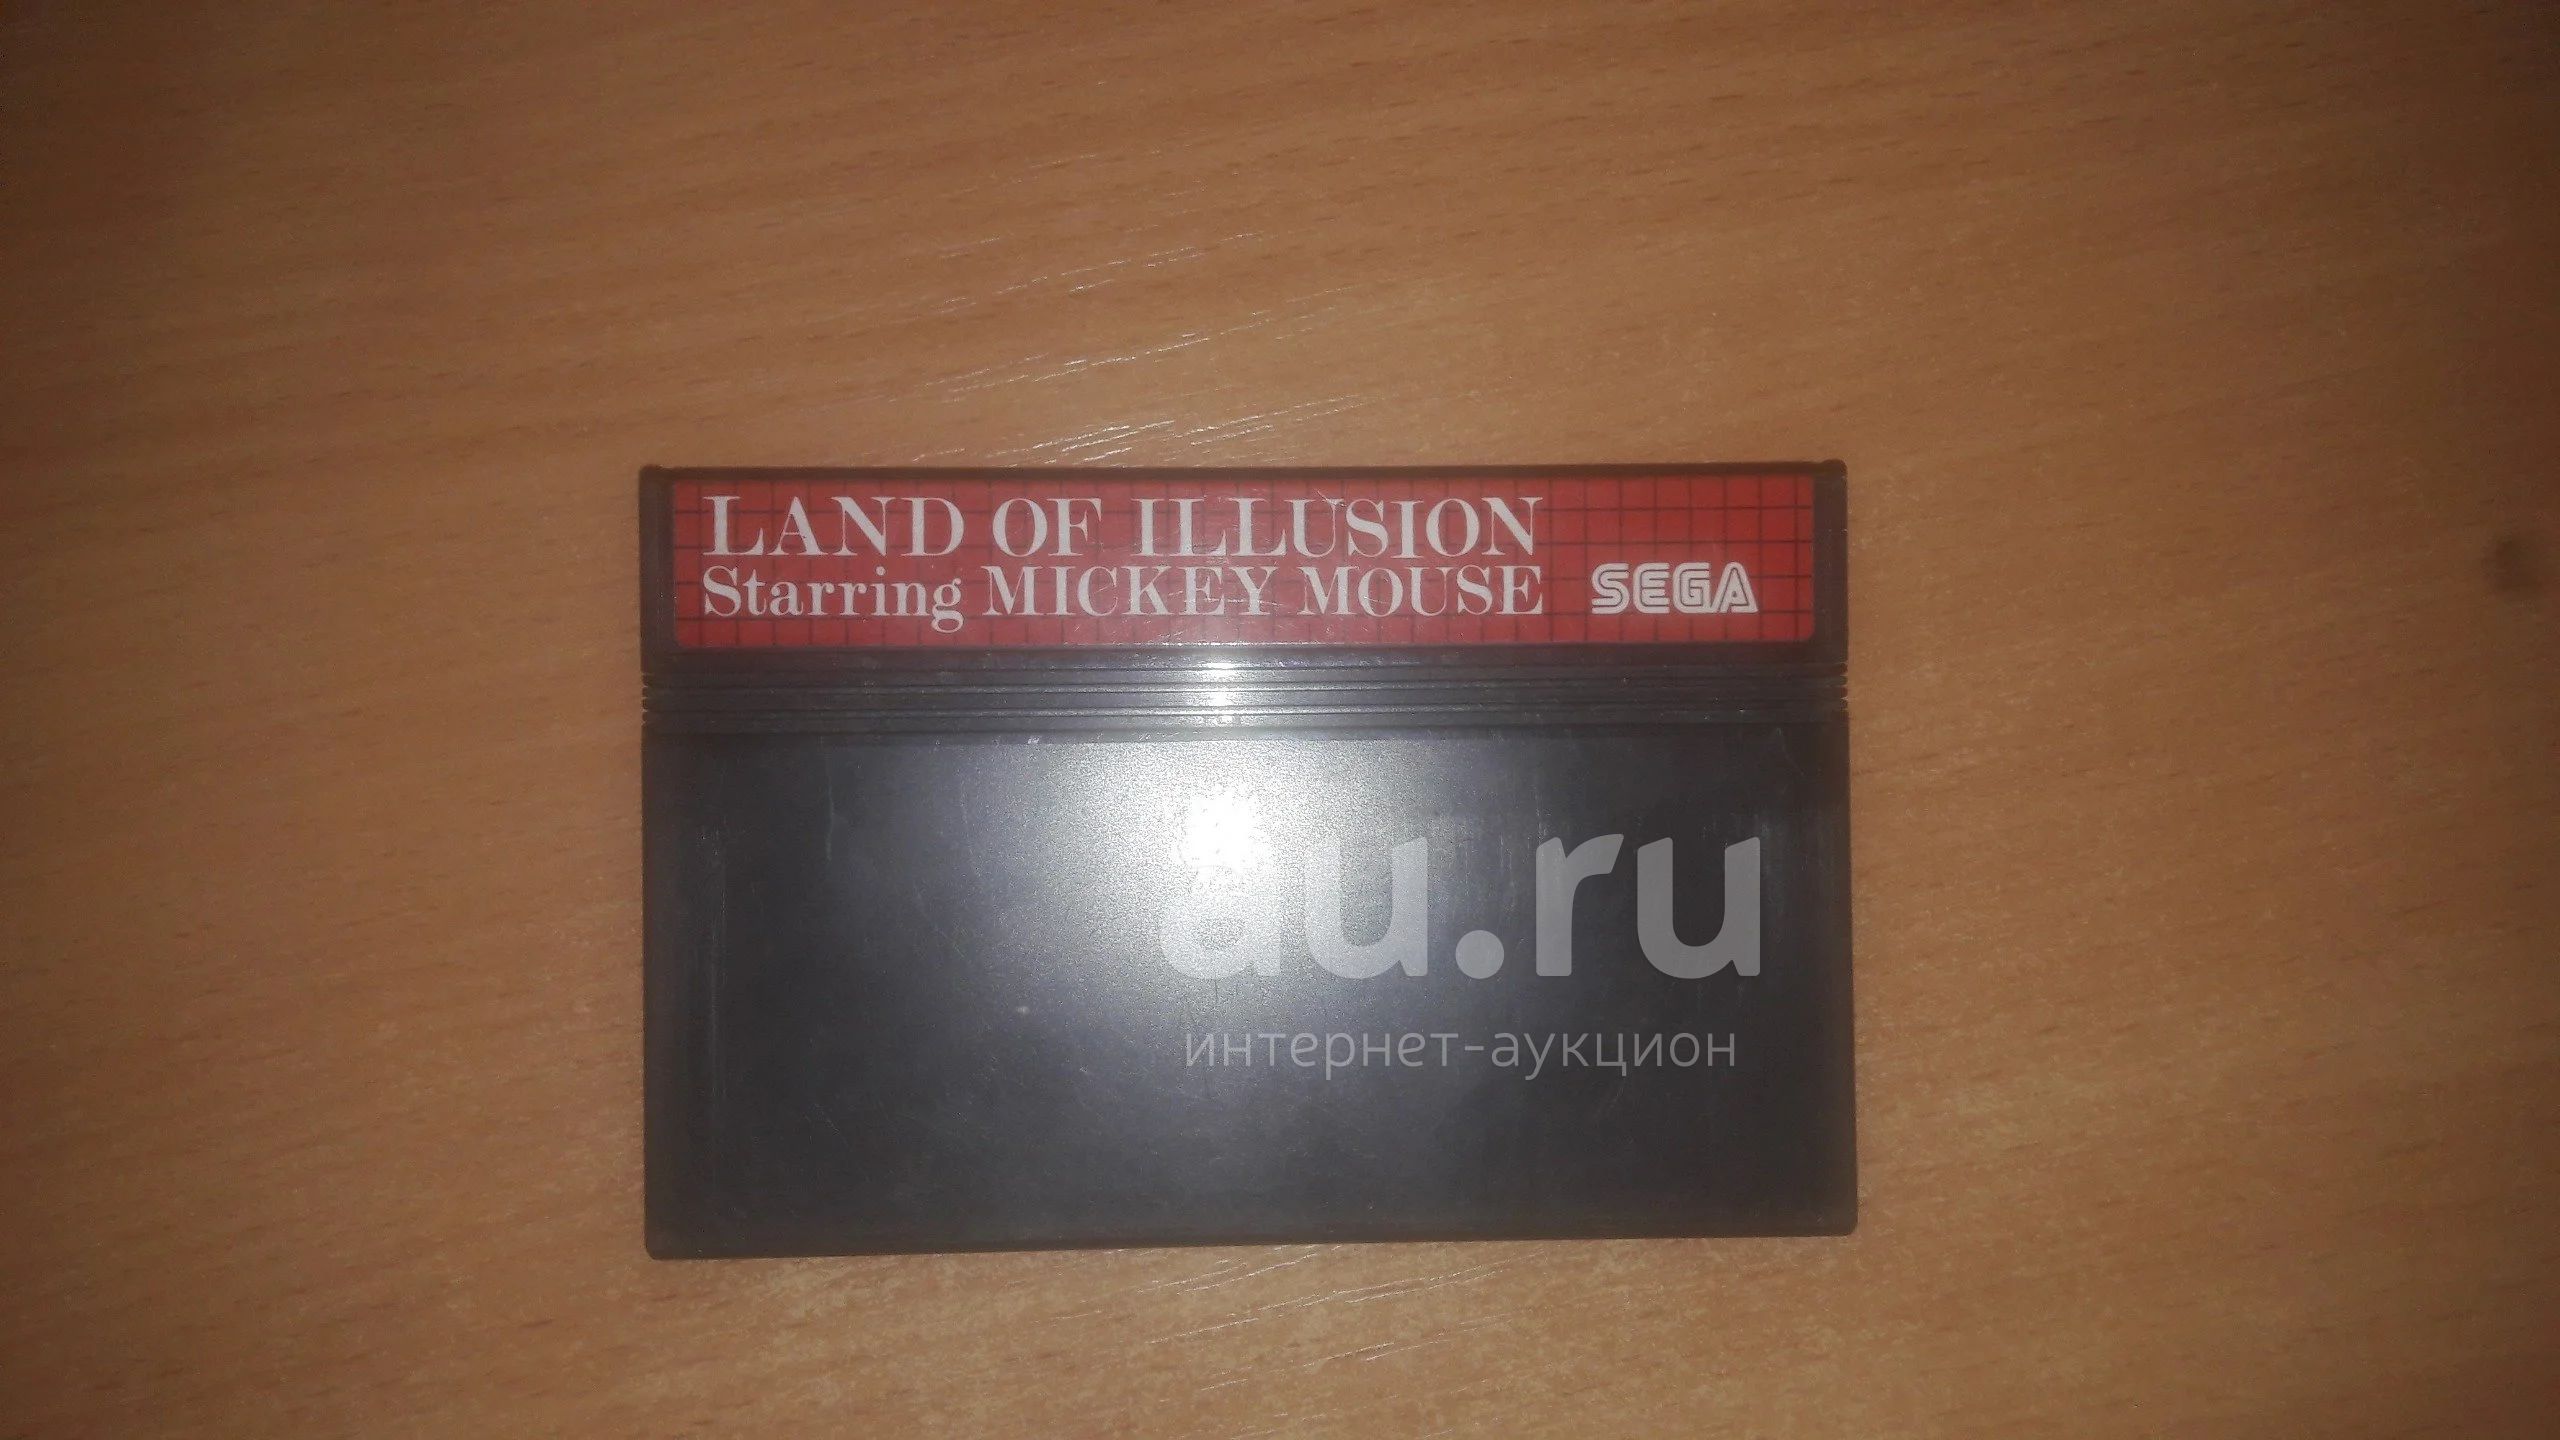 LAND OF ILLUSION
Starring MICKEY MOUSE
SEGA
au.ru
интернет-аукцион